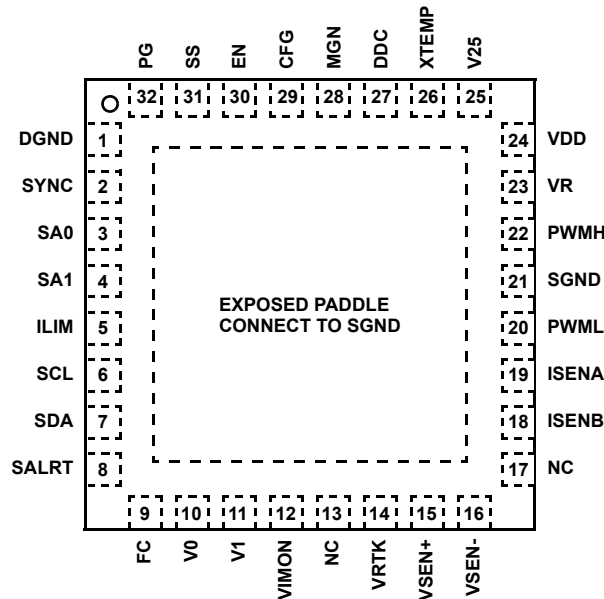 PG SS EN CFG MGN DDC XTEMP V25
32 31 30 29 28 27 26 25
DGND 1 24 VDD
SYNC 2 23 VR
SA0 3 22 PWMH
SA1 4 21 SGND
ILIM 5 20 PWML
EXPOSED PADDLE
CONNECT TO SGND
SCL 6 19 ISENA
SDA 7 18 ISENB
SALRT 8 17 NC
9 10 11 12 13 14 15 16
FC V0 V1 VIMON NC VRTK VSEN+ VSEN-